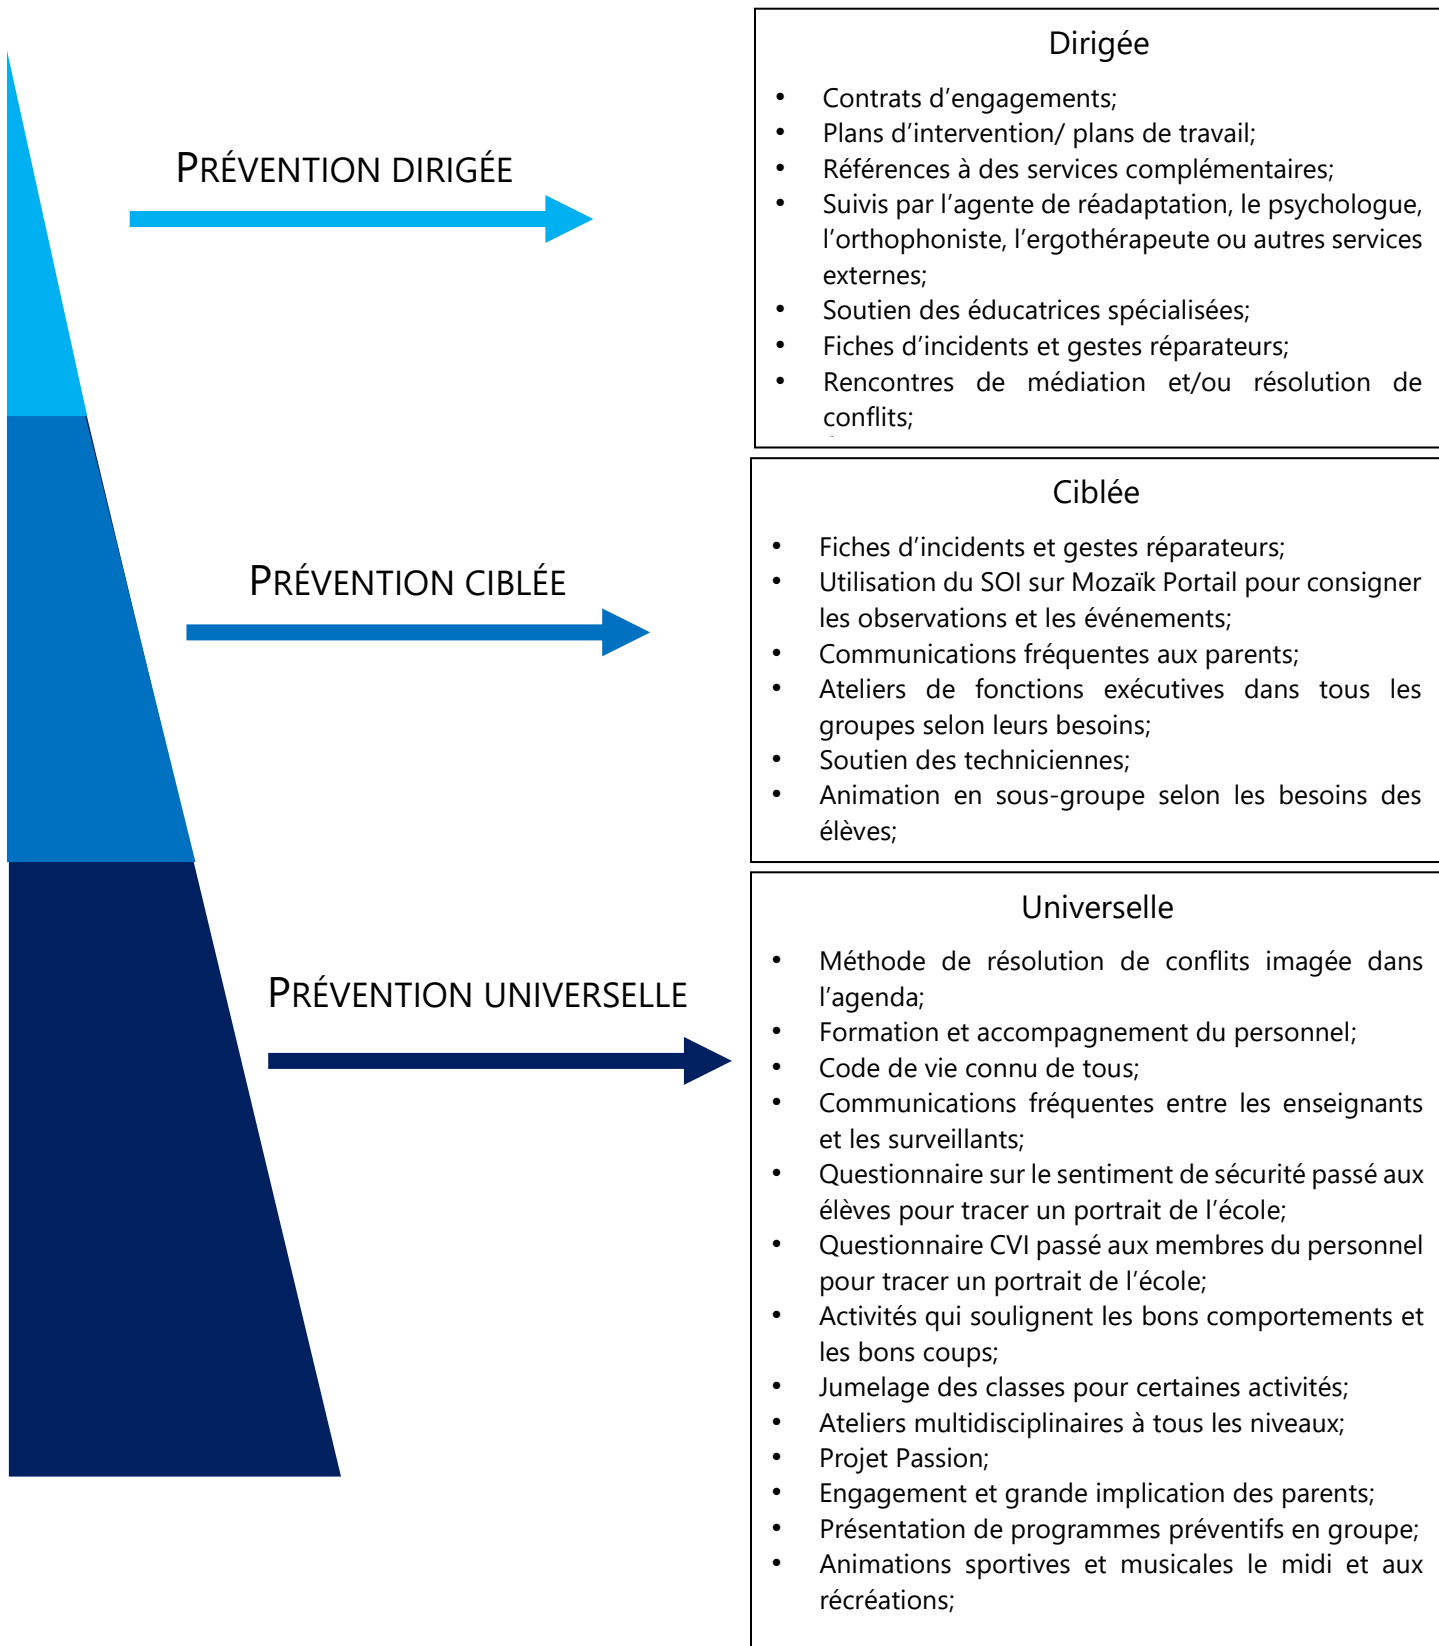 PRÉVENTION DIRIGÉE
Dirigée
• Contrats d’engagements;
• Plans d’intervention/ plans de travail;
• Références à des services complémentaires;
• Suivis par l’agente de réadaptation, le psychologue,
l’orthophoniste, l’ergothérapeute ou autres services
externes;
• Soutien des éducatrices spécialisées;
• Fiches d’incidents et gestes réparateurs;
• Rencontres de médiation et/ou résolution de
conflits;
PRÉVENTION CIBLÉE
Ciblée
• Fiches d’incidents et gestes réparateurs;
• Utilisation du SOI sur Mozaïk Portail pour consigner
les observations et les événements;
• Communications fréquentes aux parents;
• Ateliers de fonctions exécutives dans tous les
groupes selon leurs besoins;
• Soutien des techniciennes;
• Animation en sous-groupe selon les besoins des
élèves;
PRÉVENTION UNIVERSELLE
Universelle
• Méthode de résolution de conflits imagée dans
l’agenda;
• Formation et accompagnement du personnel;
• Code de vie connu de tous;
• Communications fréquentes entre les enseignants
et les surveillants;
• Questionnaire sur le sentiment de sécurité passé aux
élèves pour tracer un portrait de l’école;
• Questionnaire CVI passé aux membres du personnel
pour tracer un portrait de l’école;
• Activités qui soulignent les bons comportements et
les bons coups;
• Jumelage des classes pour certaines activités;
• Ateliers multidisciplinaires à tous les niveaux;
• Projet Passion;
• Engagement et grande implication des parents;
• Présentation de programmes préventifs en groupe;
• Animations sportives et musicales le midi et aux
récréations;